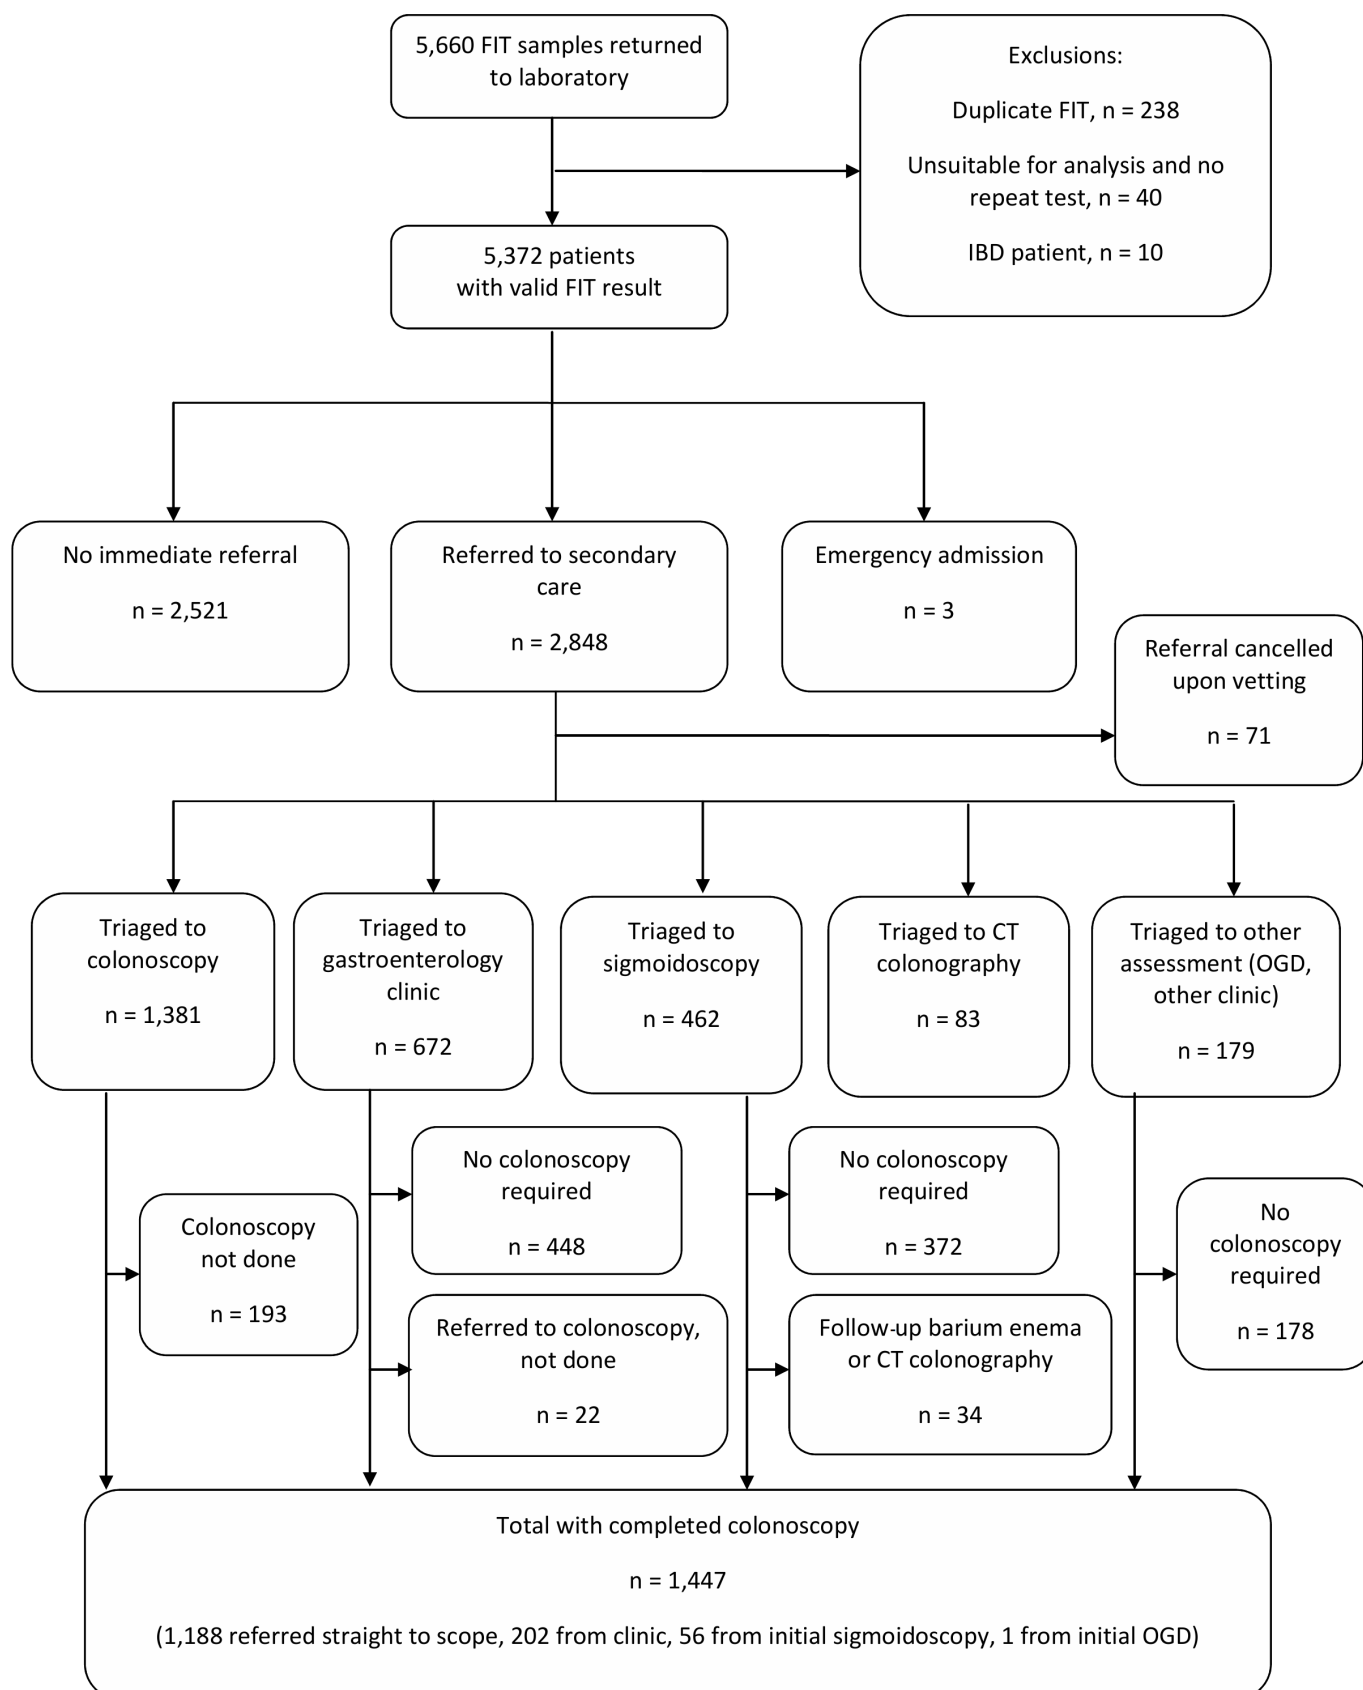 5,660 FIT samples returned
to laboratory
Exclusions:
Duplicate FIT, n = 238
Unsuitable for analysis and no
repeat test, n = 40
IBD patient, n = 10
5,372 patients
with valid FIT result
No immediate referral
n = 2,521
Referred to secondary
care
n = 2,848
Emergency admission
n = 3
Referral cancelled
upon vetting
n = 71
Triaged to
colonoscopy
n = 1,381
Triaged to
gastroenterology
clinic
n = 672
Triaged to
sigmoidoscopy
n = 462
Triaged to CT
colonography
n = 83
Triaged to other
assessment (OGD,
other clinic)
n = 179
Colonoscopy
not done
n = 193
No colonoscopy
required
n = 448
Referred to colonoscopy,
not done
n = 22
No colonoscopy
required
n = 372
Follow-up barium enema
or CT colonography
n = 34
No
colonoscopy
required
n = 178
Total with completed colonoscopy
n = 1,447
(1,188 referred straight to scope, 202 from clinic, 56 from initial sigmoidoscopy, 1 from initial OGD)